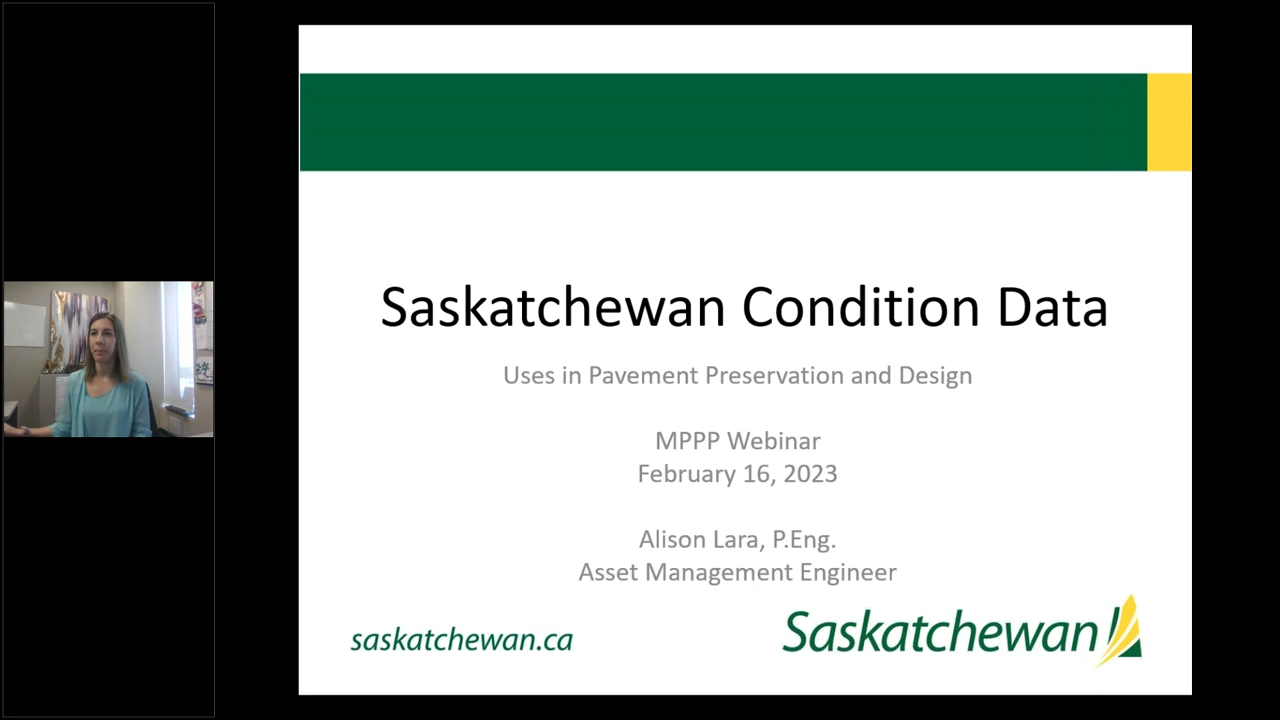 Saskatchewan Condition Data
Uses in Pavement Preservation and Design
MPPP Webinar
February 16, 2023
Alison Lara, P.Eng.
Asset Management Engineer
saskatchewan.ca
Saskatchewan